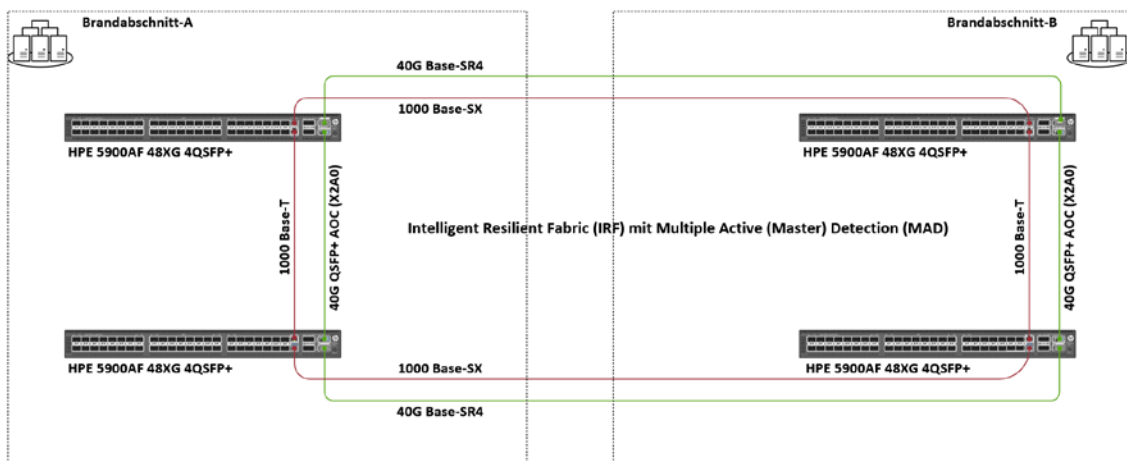 Brandabschnitt-A
Brandabschnitt-B
40G Base-SR4
1000 Base-SX
HPE 5900AF 48XG 4QSFP+
HPE 5900AF 48XG 4QSFP+
1000 Base-T
40G QSFP+ AOC (X2A0)
Intelligent Resilient Fabric (IRF) mit Multiple Active (Master) Detection (MAD)
1000 Base-T
40G QSFP+ AOC (X2A0)
HPE 5900AF 48XG 4QSFP+
1000 Base-SX
HPE 5900AF 48XG 4QSFP+
40G Base-SR4